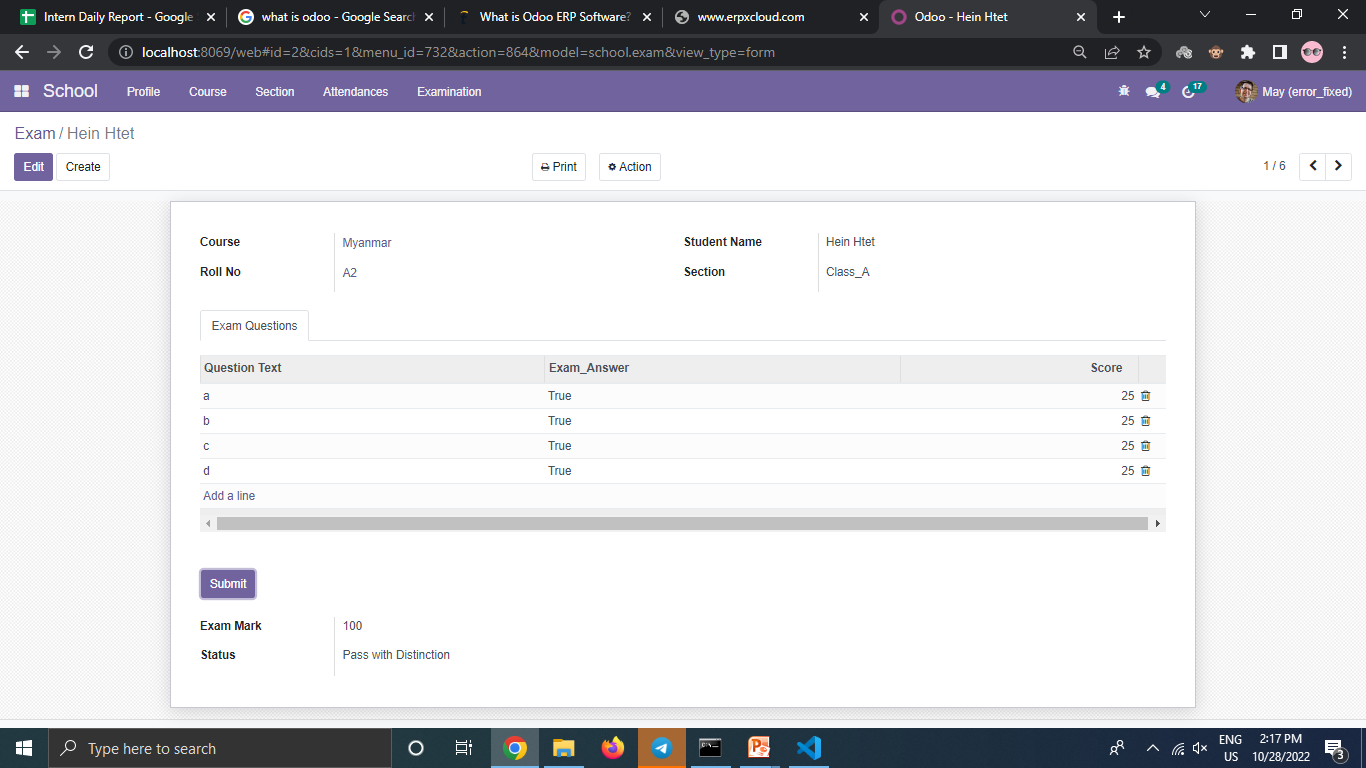 Intern Daily Report - Google
what is odoo - Google Search
What is Odoo ERP Software?
www.erpxcloud.com
Odoo - Hein Htet
localhost:8069/web#id=2&cids=1&menu_id=732&action=864&model=school.exam&view_type=form
School Profile Course Section Attendances Examination 4 17 May (error_fixed)
Exam / Hein Htet
Edit Create Print Action 1 / 6
Course Myanmar Student Name Hein Htet
Roll No A2 Section Class_A
Exam Questions
Question Text Exam_Answer Score
a True 25
b True 25
c True 25
d True 25
Add a line
Submit
Exam Mark 100
Status Pass with Distinction
Type here to search
ENG 2:17 PM
US 10/28/2022 3